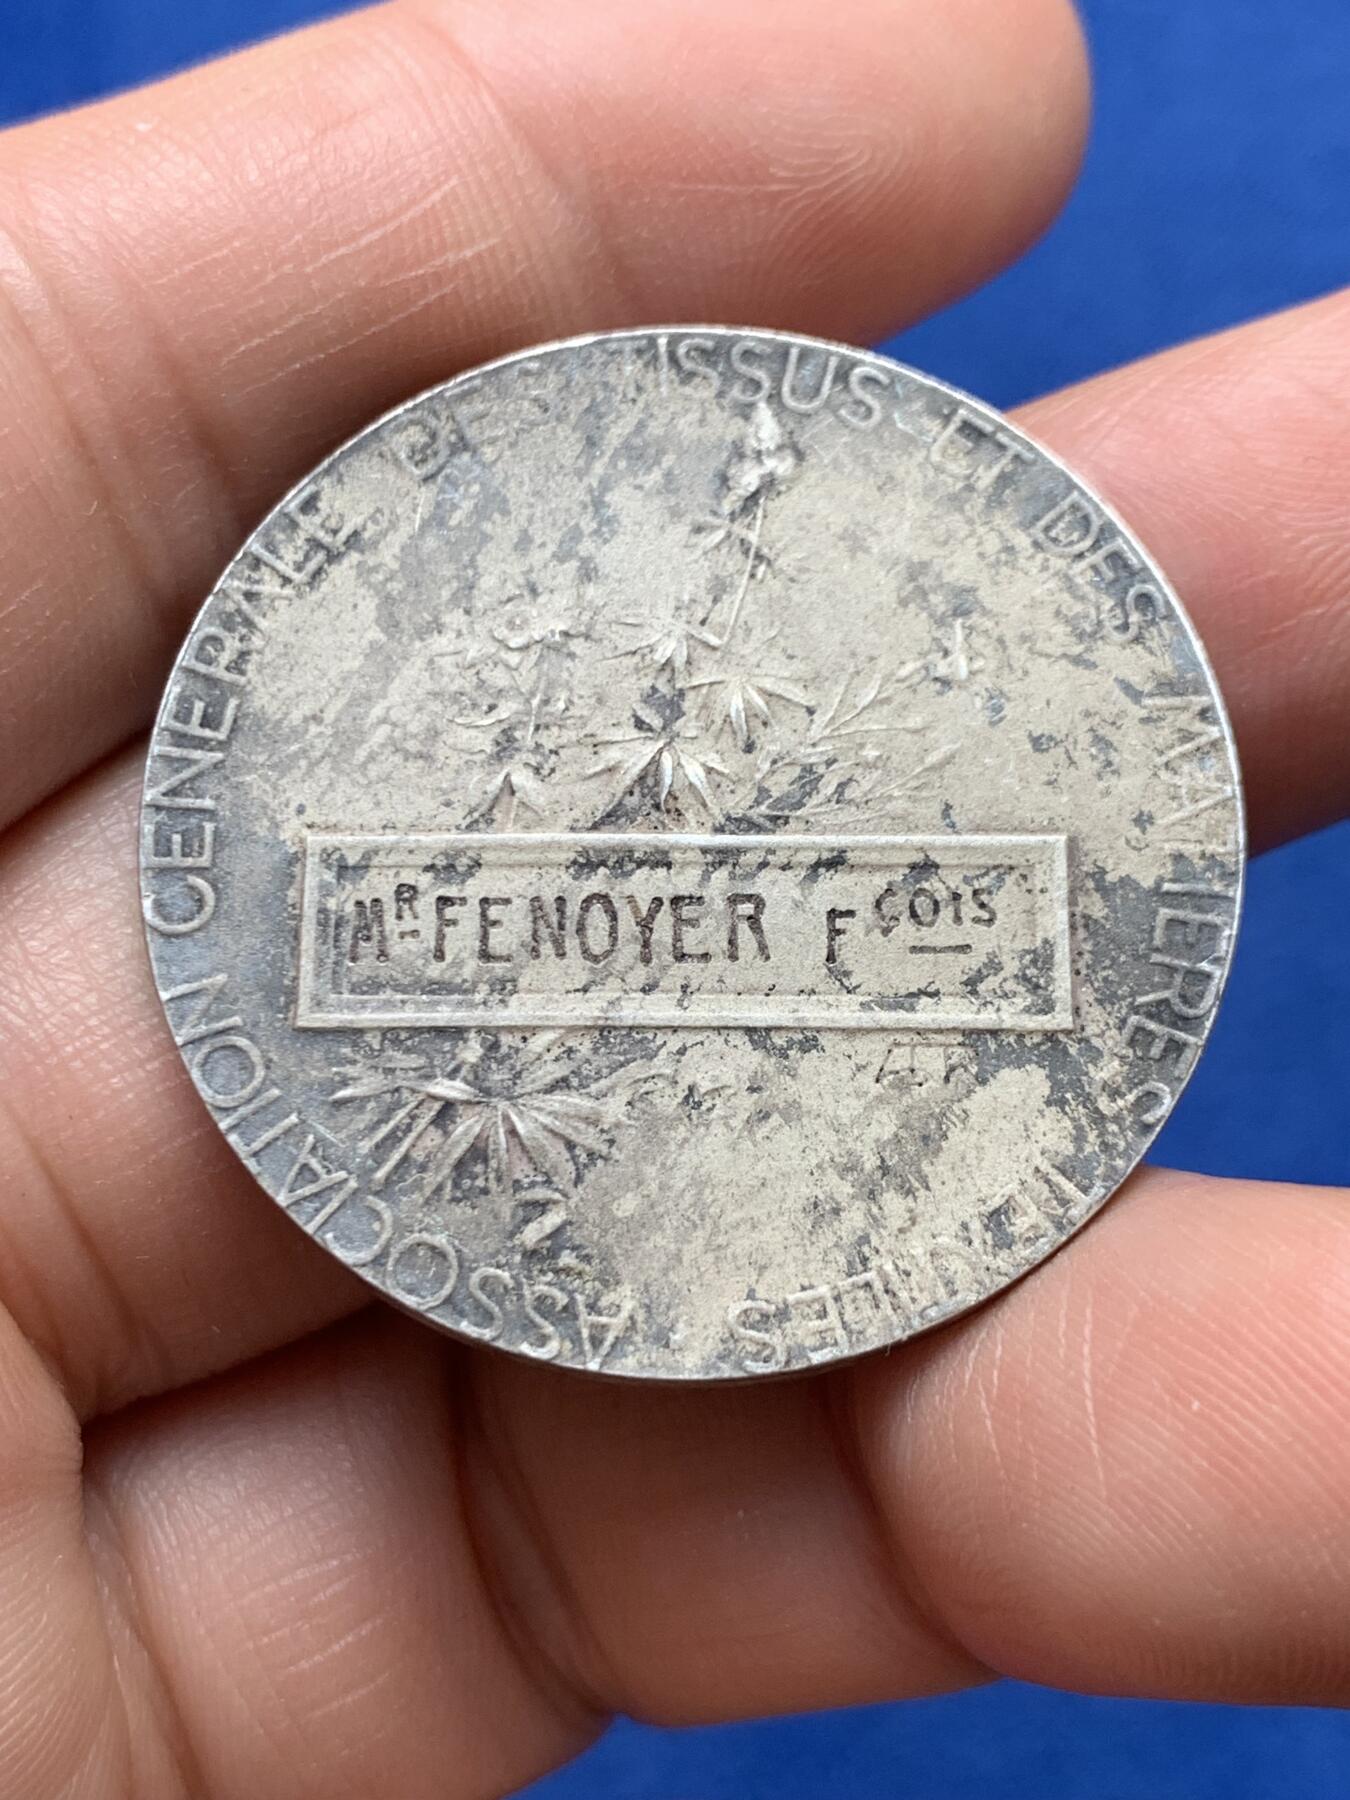 ASSOCIATION GENERALE DES TISSUS ET DES MATIERES TEXTILES
MR FENOYER FCOIS
A.R